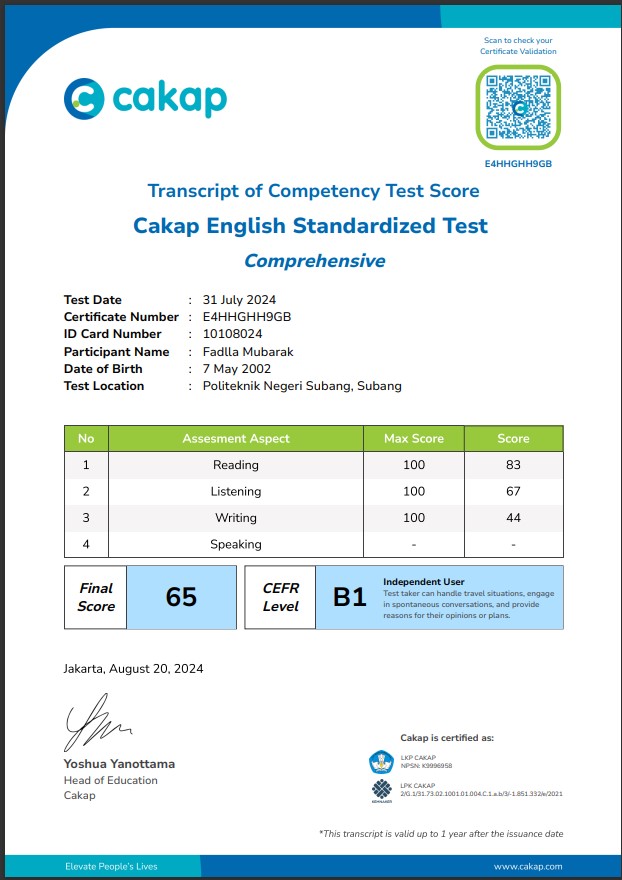 Scan to check your
Certificate Validation
cakap
E4HHGHH9GB
Transcript of Competency Test Score
Cakap English Standardized Test
Comprehensive
Test Date : 31 July 2024
Certificate Number : E4HHGHH9GB
ID Card Number : 10108024
Participant Name : Fadlla Mubarak
Date of Birth : 7 May 2002
Test Location : Politeknik Negeri Subang, Subang
No Assesment Aspect Max Score Score
1 Reading 100 83
2 Listening 100 67
3 Writing 100 44
4 Speaking - -
Final Score 65
CEFR Level B1
Independent User
Test taker can handle travel situations, engage
in spontaneous conversations, and provide
reasons for their opinions or plans.
Jakarta, August 20, 2024
Yoshua Yanottama
Head of Education
Cakap
Cakap is certified as:
LKP CAKAP
NPSN: K9996958
LPK CAKAP
2/G.1/31.73.02.1001.01.004.C.1.a.b/3/-1.851.332/e/2021
KEMNAKER
*This transcript is valid up to 1 year after the issuance date
Elevate People's Lives
www.cakap.com